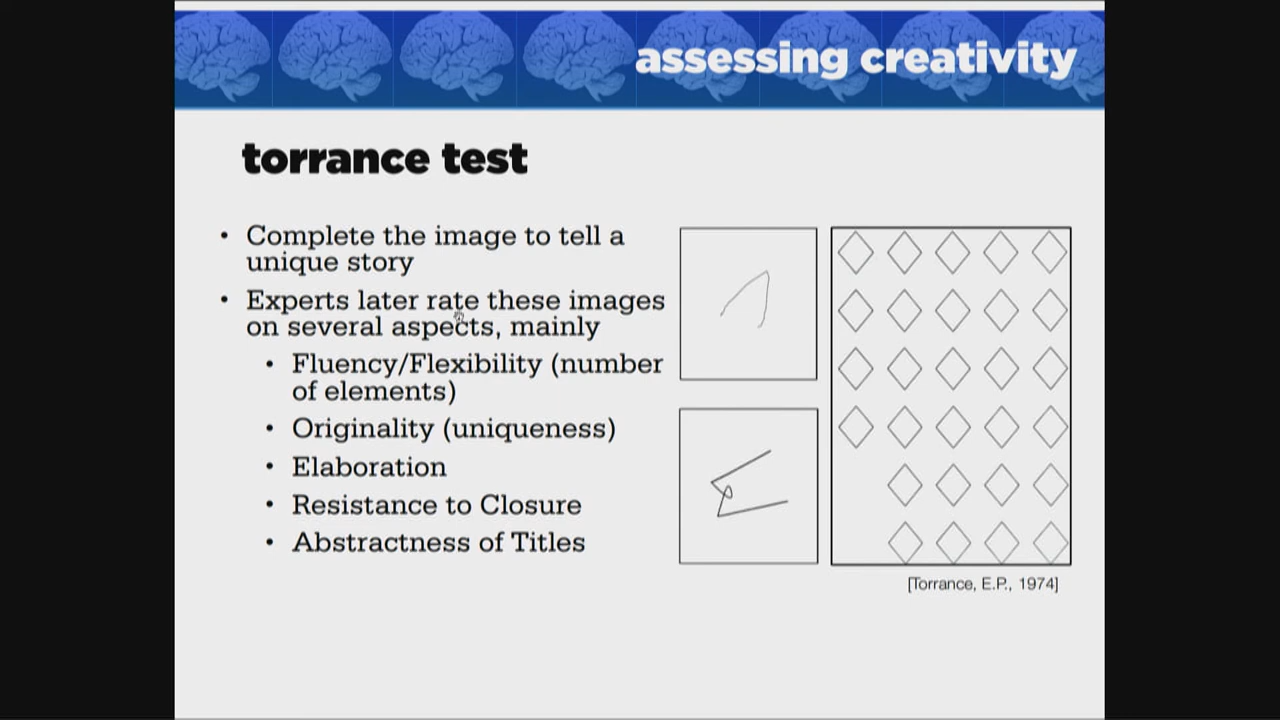 assessing creativity
torrance test
• Complete the image to tell a
unique story
• Experts later rate these images
on several aspects, mainly
• Fluency/Flexibility (number
of elements)
• Originality (uniqueness)
• Elaboration
• Resistance to Closure
• Abstractness of Titles
[Torrance, E.P., 1974]